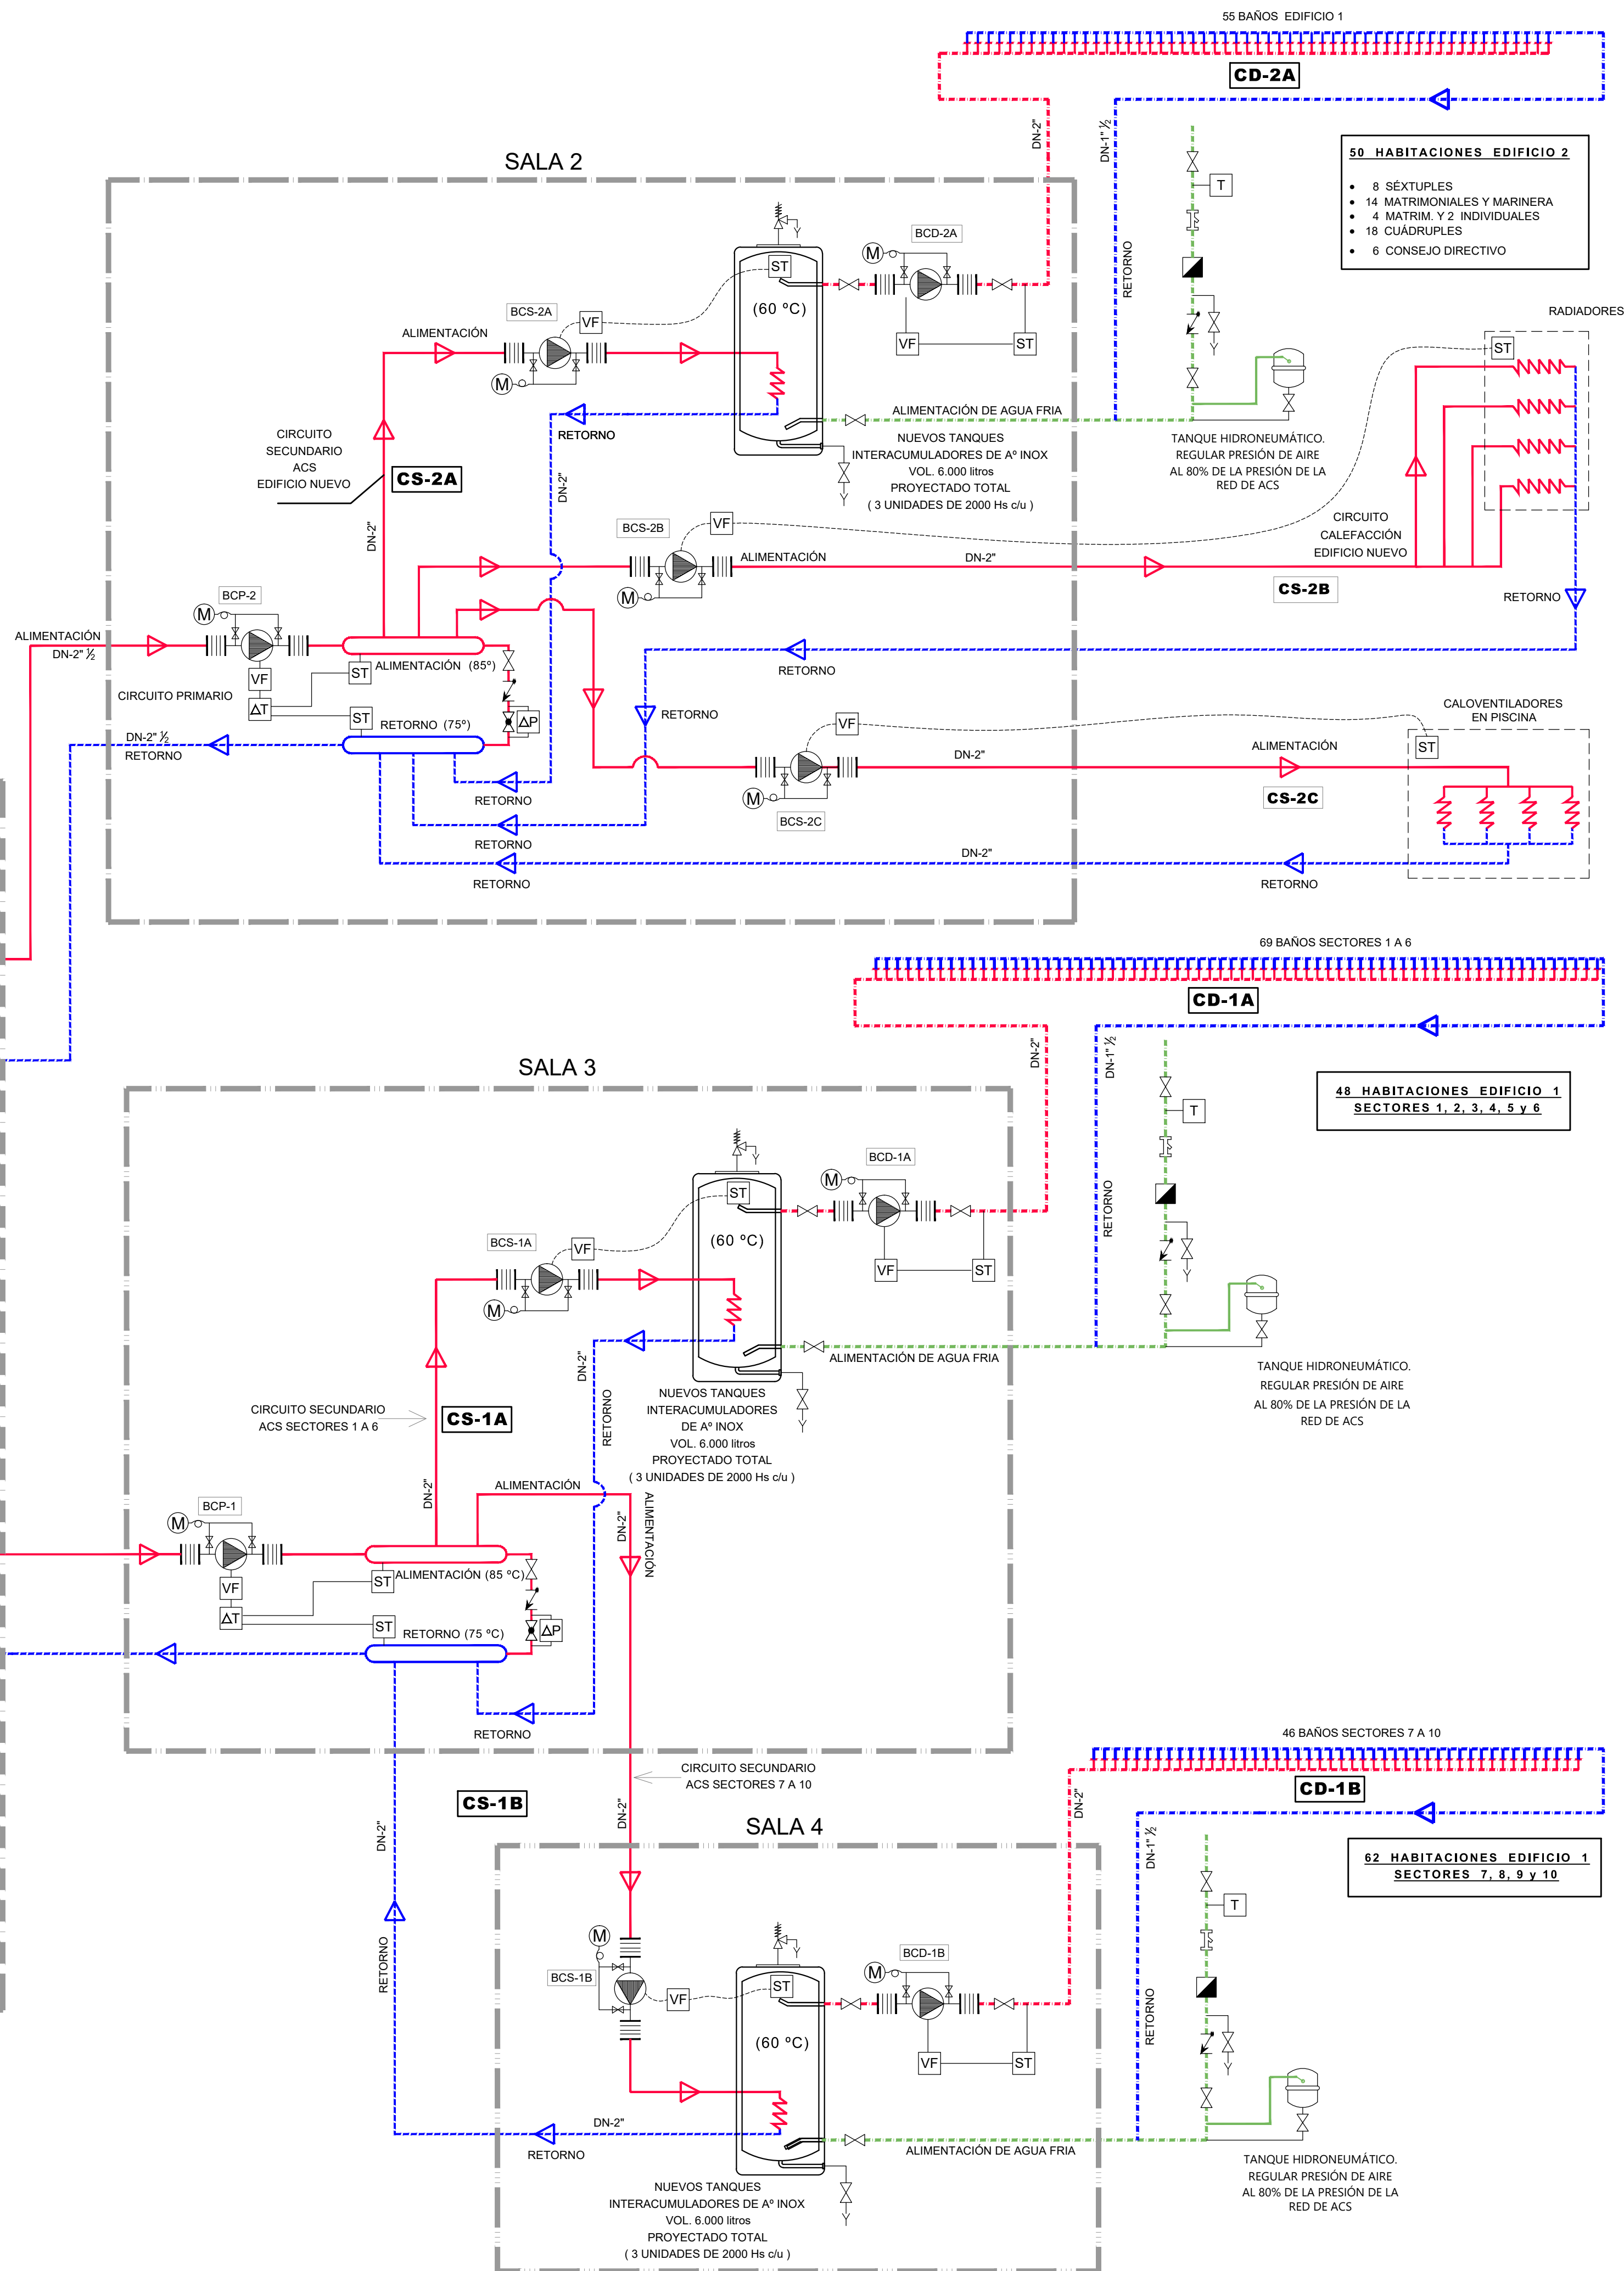 55 BAÑOS EDIFICIO 1
CD-2A
DN-2"
DN-1" ½
RETORNO
T
50 HABITACIONES EDIFICIO 2
• 8 SÉXTUPLES
• 14 MATRIMONIALES Y MARINERA
• 4 MATRIM. Y 2 INDIVIDUALES
• 18 CUÁDRUPLES
• 6 CONSEJO DIRECTIVO
SALA 2
BCD-2A
M
ST
(60 ºC)
VF
ST
BCS-2A
VF
M
ALIMENTACIÓN
RETORNO
ALIMENTACIÓN DE AGUA FRIA
NUEVOS TANQUES
INTERACUMULADORES DE Aº INOX
VOL. 6.000 litros
PROYECTADO TOTAL
( 3 UNIDADES DE 2000 Hs c/u )
TANQUE HIDRONEUMÁTICO.
REGULAR PRESIÓN DE AIRE
AL 80% DE LA PRESIÓN DE LA
RED DE ACS
RADIADORES
ST
CIRCUITO
SECUNDARIO
ACS
EDIFICIO NUEVO
CS-2A
DN-2"
DN-2"
BCS-2B
VF
M
ALIMENTACIÓN
DN-2"
CIRCUITO
CALEFACCIÓN
EDIFICIO NUEVO
CS-2B
RETORNO
BCP-2
M
ALIMENTACIÓN
DN-2" ½
ALIMENTACIÓN (85º)
VF
ST
CIRCUITO PRIMARIO
ΔT
ST
RETORNO (75º)
ΔP
DN-2" ½
RETORNO
RETORNO
RETORNO
VF
DN-2"
M
BCS-2C
ALIMENTACIÓN
CS-2C
CALOVENTILADORES
EN PISCINA
ST
RETORNO
RETORNO
RETORNO
DN-2"
RETORNO
69 BAÑOS SECTORES 1 A 6
CD-1A
DN-2"
DN-1" ½
RETORNO
T
48 HABITACIONES EDIFICIO 1
SECTORES 1, 2, 3, 4, 5 y 6
SALA 3
BCD-1A
M
ST
(60 ºC)
VF
ST
BCS-1A
VF
M
ALIMENTACIÓN DE AGUA FRIA
DN-2"
RETORNO
NUEVOS TANQUES
INTERACUMULADORES
DE Aº INOX
VOL. 6.000 litros
PROYECTADO TOTAL
( 3 UNIDADES DE 2000 Hs c/u )
TANQUE HIDRONEUMÁTICO.
REGULAR PRESIÓN DE AIRE
AL 80% DE LA PRESIÓN DE LA
RED DE ACS
CIRCUITO SECUNDARIO
ACS SECTORES 1 A 6
CS-1A
DN-2"
ALIMENTACIÓN
DN-2"
ALIMENTACIÓN
BCP-1
M
VF
ST
ALIMENTACIÓN (85 ºC)
ΔT
ST
RETORNO (75 ºC)
ΔP
RETORNO
46 BAÑOS SECTORES 7 A 10
CD-1B
CIRCUITO SECUNDARIO
ACS SECTORES 7 A 10
CS-1B
DN-2"
DN-2"
DN-2"
DN-1" ½
RETORNO
RETORNO
T
62 HABITACIONES EDIFICIO 1
SECTORES 7, 8, 9 y 10
SALA 4
M
BCS-1B
VF
ST
(60 ºC)
BCD-1B
M
VF
ST
DN-2"
RETORNO
ALIMENTACIÓN DE AGUA FRIA
NUEVOS TANQUES
INTERACUMULADORES DE Aº INOX
VOL. 6.000 litros
PROYECTADO TOTAL
( 3 UNIDADES DE 2000 Hs c/u )
TANQUE HIDRONEUMÁTICO.
REGULAR PRESIÓN DE AIRE
AL 80% DE LA PRESIÓN DE LA
RED DE ACS